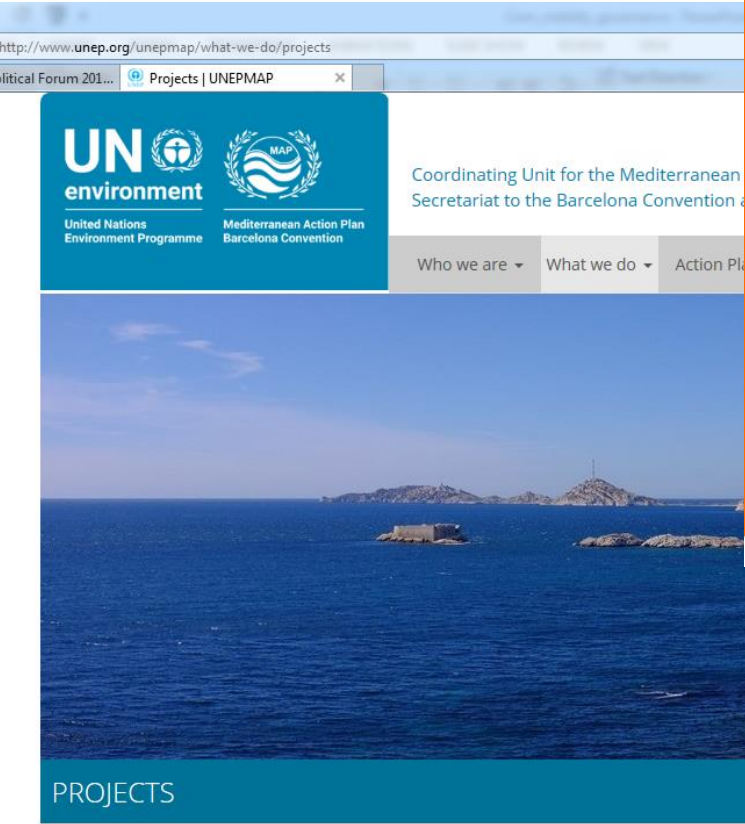 http://www.unep.org/unepmap/what-we-do/projects
olitical Forum 201... Projects | UNEPMAP
UN
environment
United Nations
Environment Programme
MAP
Mediterranean Action Plan
Barcelona Convention
Coordinating Unit for the Mediterranean
Secretariat to the Barcelona Convention a
Who we are What we do Action Pla
PROJECTS